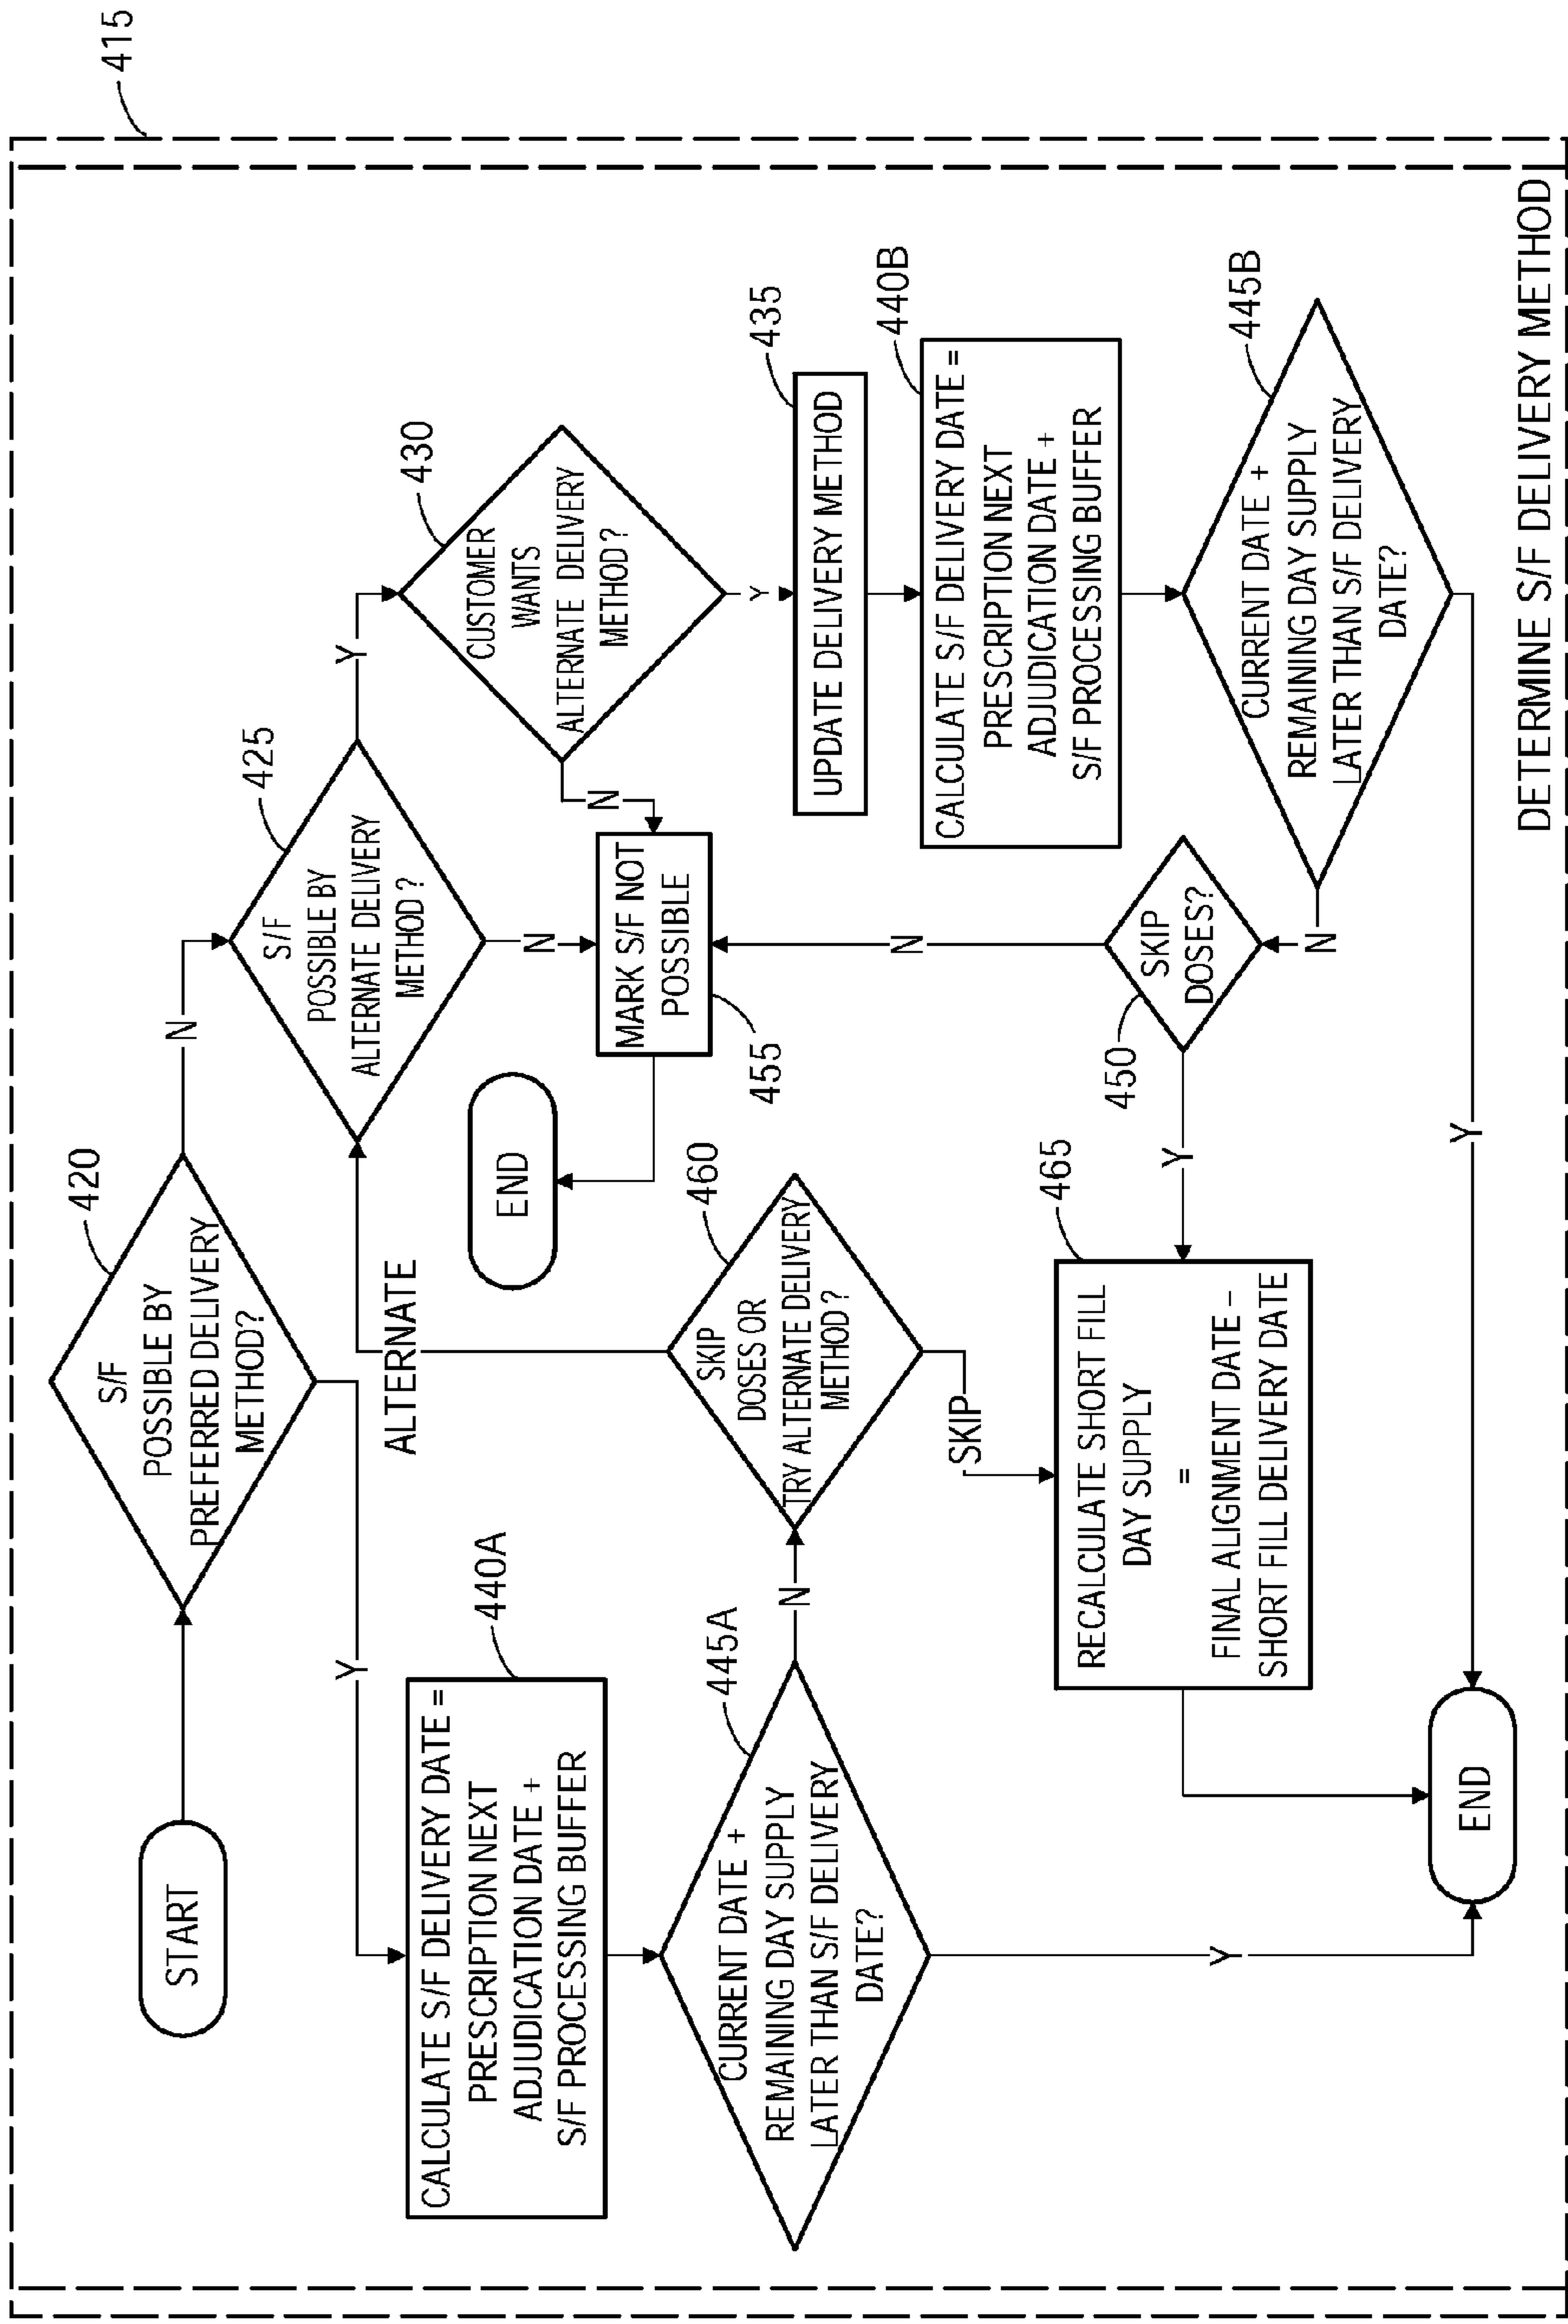 415
START
420
S/F
POSSIBLE BY
PREFERRED DELIVERY
METHOD?
N
Y
425
S/F
POSSIBLE BY
ALTERNATE DELIVERY
METHOD ?
Y
N
430
CUSTOMER
WANTS
ALTERNATE DELIVERY
METHOD ?
N
Y
ALTERNATE
END
MARK S/F NOT
POSSIBLE
455
435
UPDATE DELIVERY METHOD
440A
CALCULATE S/F DELIVERY DATE =
PRESCRIPTION NEXT
ADJUDICATION DATE +
S/F PROCESSING BUFFER
440B
CALCULATE S/F DELIVERY DATE =
PRESCRIPTION NEXT
ADJUDICATION DATE +
S/F PROCESSING BUFFER
445A
CURRENT DATE +
REMAINING DAY SUPPLY
LATER THAN S/F DELIVERY
DATE?
N
Y
460
SKIP
DOSES OR
TRY ALTERNATE DELIVERY
METHOD ?
SKIP
445B
CURRENT DATE +
REMAINING DAY SUPPLY
LATER THAN S/F DELIVERY
DATE?
N
Y
450
SKIP
DOSES?
N
Y
465
RECALCULATE SHORT FILL
DAY SUPPLY
=
FINAL ALIGNMENT DATE –
SHORT FILL DELIVERY DATE
END
DETERMINE S/F DELIVERY METHOD